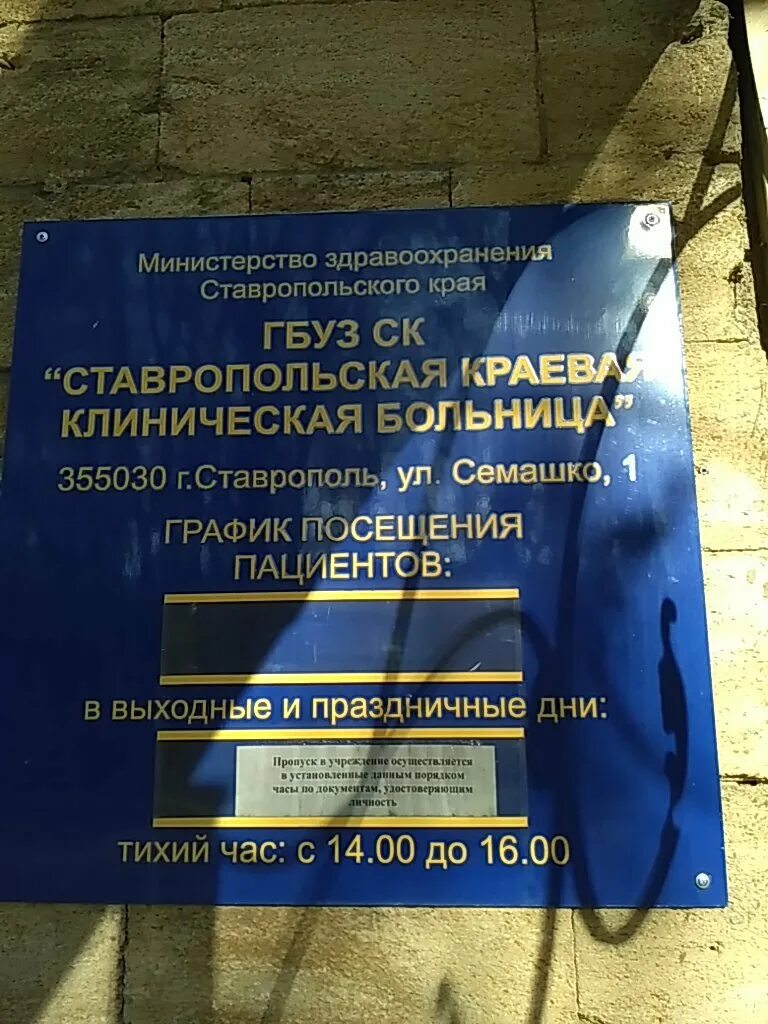 Министерство здравоохранения
Ставропольского края
ГБУЗ СК
“СТАВРОПОЛЬСКАЯ КРАЕВАЯ
КЛИНИЧЕСКАЯ БОЛЬНИЦА”
355030 г.Ставрополь, ул. Семашко, 1
ГРАФИК ПОСЕЩЕНИЯ
ПАЦИЕНТОВ:
в выходные и праздничные дни:
Пропуск в учреждение осуществляется
в установленные данным порядком
часы по документам, удостоверяющим
личность
тихий час: с 14.00 до 16.00